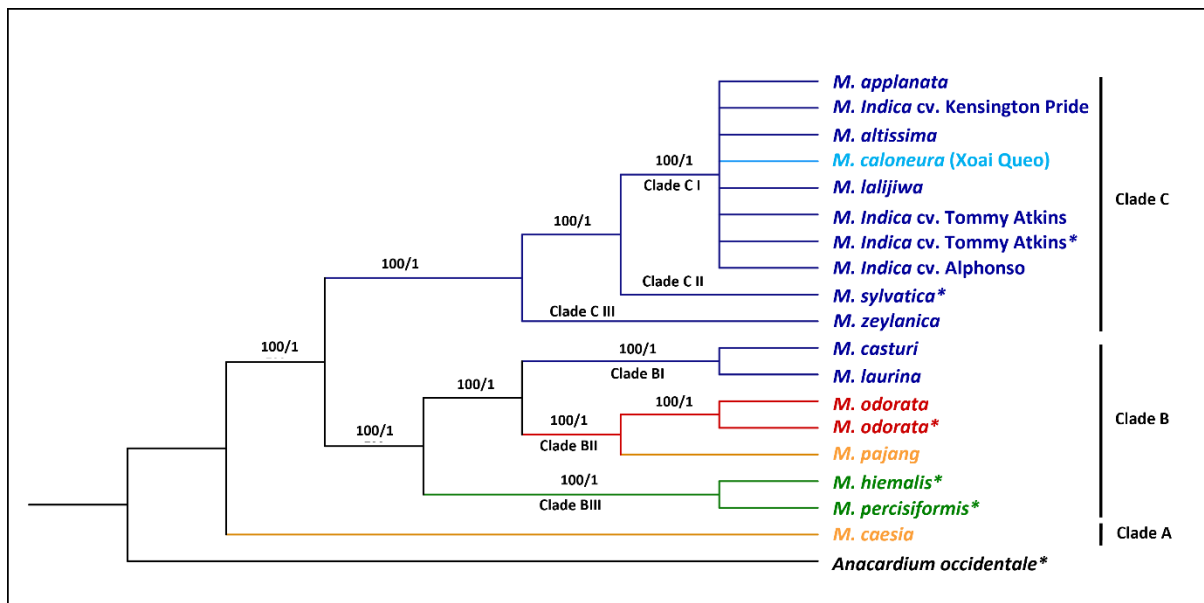 M. applanata
M. Indica cv. Kensington Pride
M. altissima
100/1
M. caloneura (Xoai Queo)
Clade C I
M. lalijiwa
Clade C
M. Indica cv. Tommy Atkins
100/1
M. Indica cv. Tommy Atkins*
100/1
M. Indica cv. Alphonso
Clade C II
M. sylvatica*
Clade C III
M. zeylanica
100/1
100/1
M. casturi
Clade BI
M. laurina
100/1
100/1
M. odorata
Clade B
100/1
100/1
M. odorata*
Clade BII
M. pajang
100/1
M. hiemalis*
Clade BIII
M. percisiformis*
M. caesia
Clade A
Anacardium occidentale*